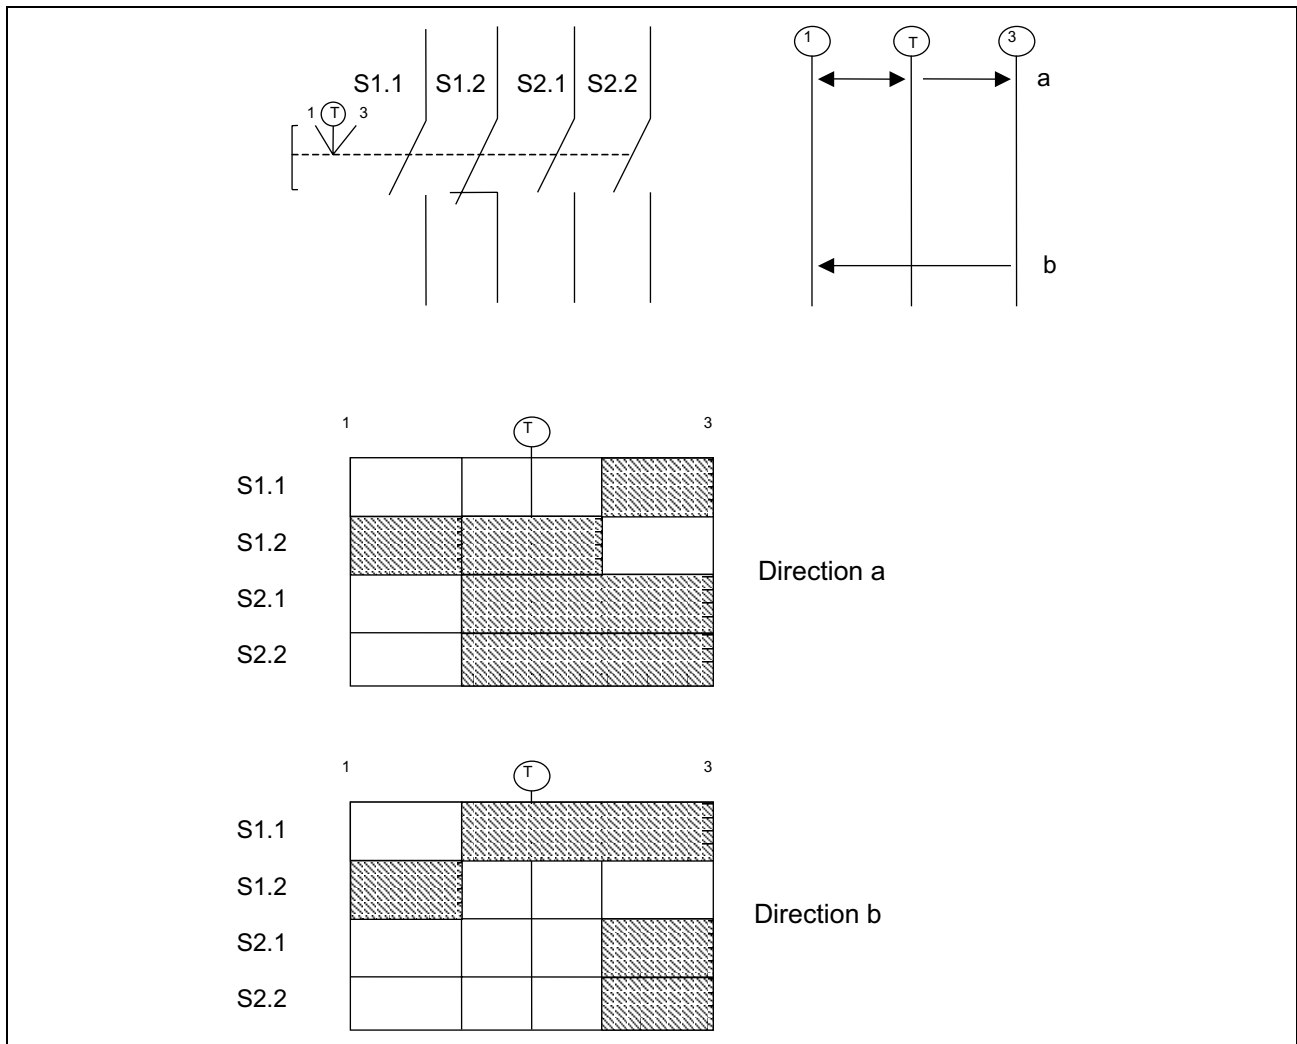 1 T 3
S1.1 S1.2 S2.1 S2.2
a
1 T 3
b
1 T 3
S1.1
S1.2
S2.1
S2.2
Direction a
1 T 3
S1.1
S1.2
S2.1
S2.2
Direction b